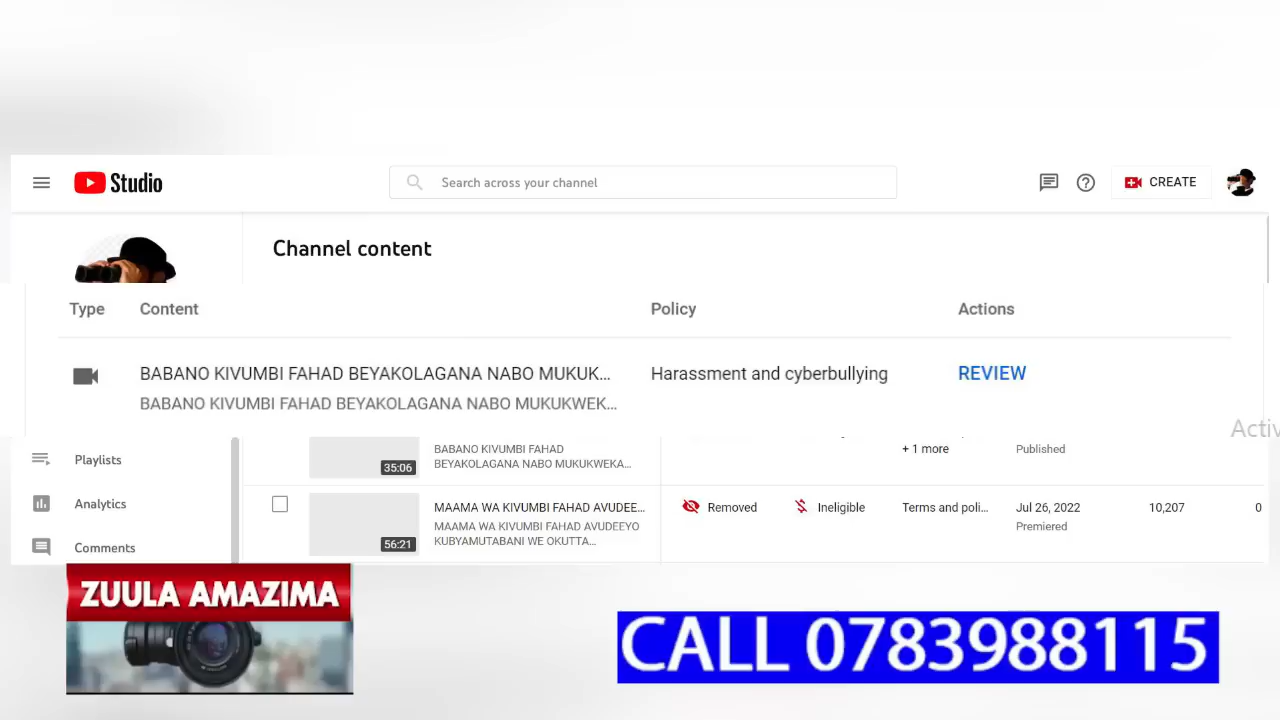 Studio
Search across your channel
CREATE
Channel content
Type Content Policy Actions
BABANO KIVUMBI FAHAD BEYAKOLAGANA NABO MUKUK... Harassment and cyberbullying REVIEW
BABANO KIVUMBI FAHAD BEYAKOLAGANA NABO MUKUKWEK...
Activ
Playlists
35:06
BABANO KIVUMBI FAHAD
BEYAKOLAGANA NABO MUKUKWEKA...
+ 1 more
Published
Analytics
MAAMA WA KIVUMBI FAHAD AVUDEE... Removed Ineligible Terms and poli... Jul 26, 2022 10,207 0
MAAMA WA KIVUMBI FAHAD AVUDEEYO Premiered
KUBYAMUTABANI WE OKUTTA...
56:21
Comments
ZUULA AMAZIMA
CALL 0783988115